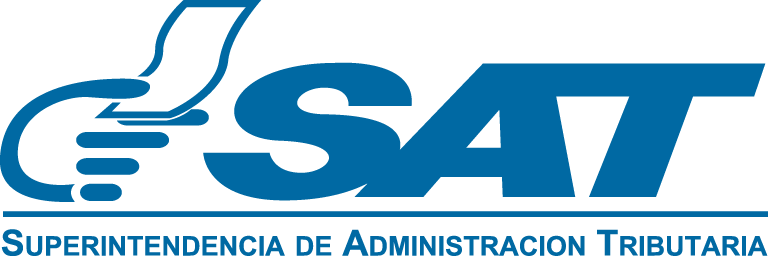 SAT
SUPERINTENDENCIA DE ADMINISTRACION TRIBUTARIA